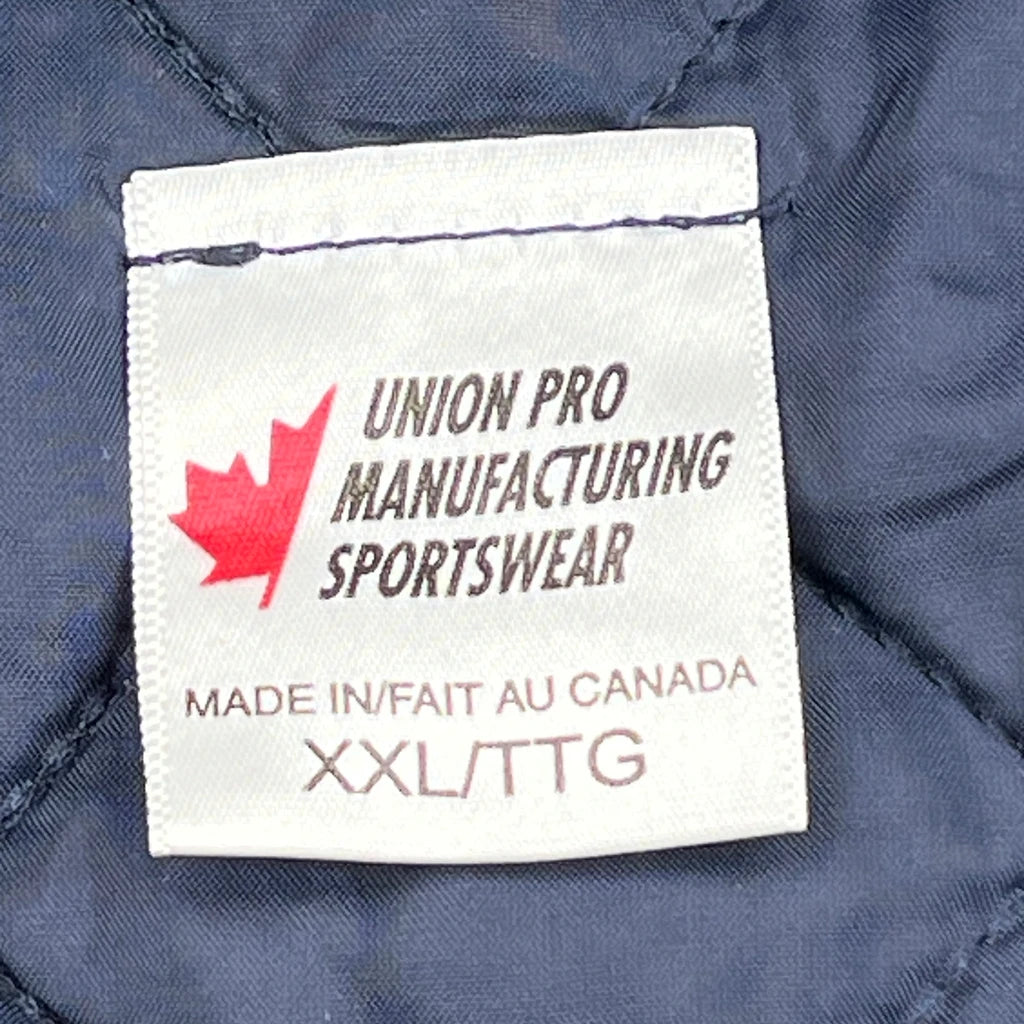 UNION PRO
MANUFACTURING
SPORTSWEAR
MADE IN/FAIT AU CANADA
XXL/TTG